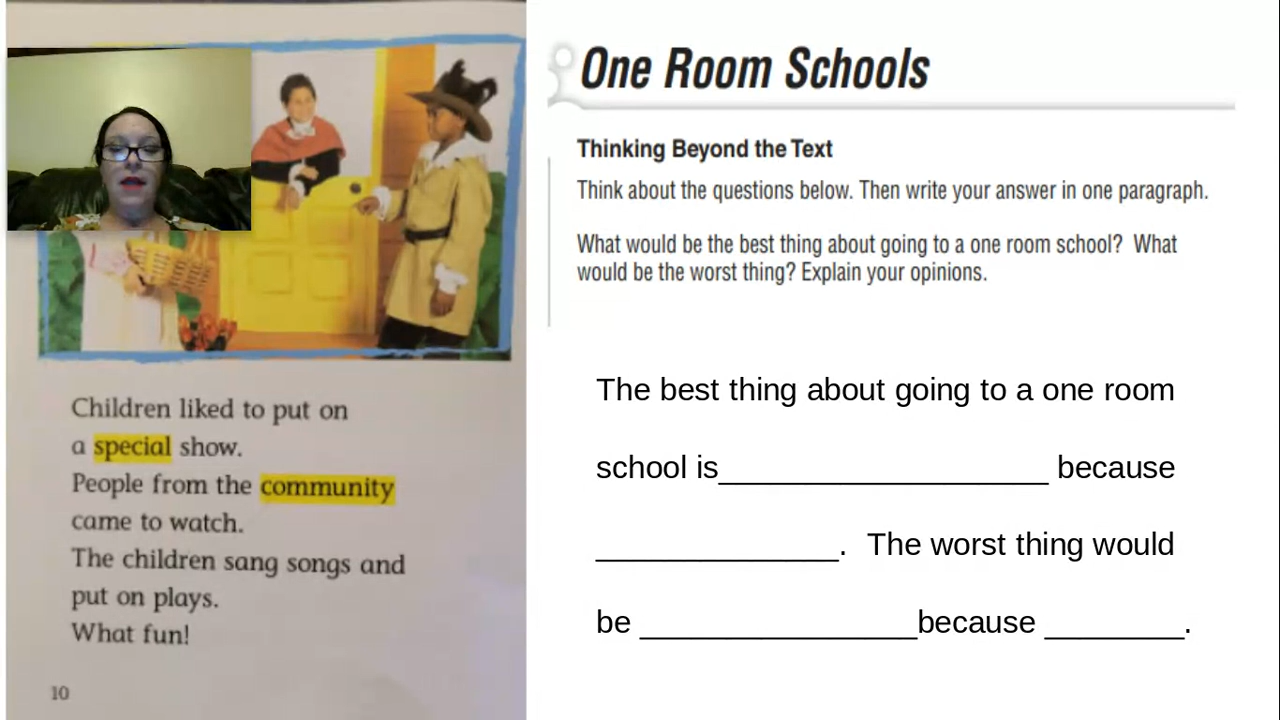 Children liked to put on
a special show.
People from the community
came to watch.
The children sang songs and
put on plays.
What fun!
10
One Room Schools
Thinking Beyond the Text
Think about the questions below. Then write your answer in one paragraph.
What would be the best thing about going to a one room school? What
would be the worst thing? Explain your opinions.
The best thing about going to a one room
school is___________________ because
______________. The worst thing would
be ________________because ________.